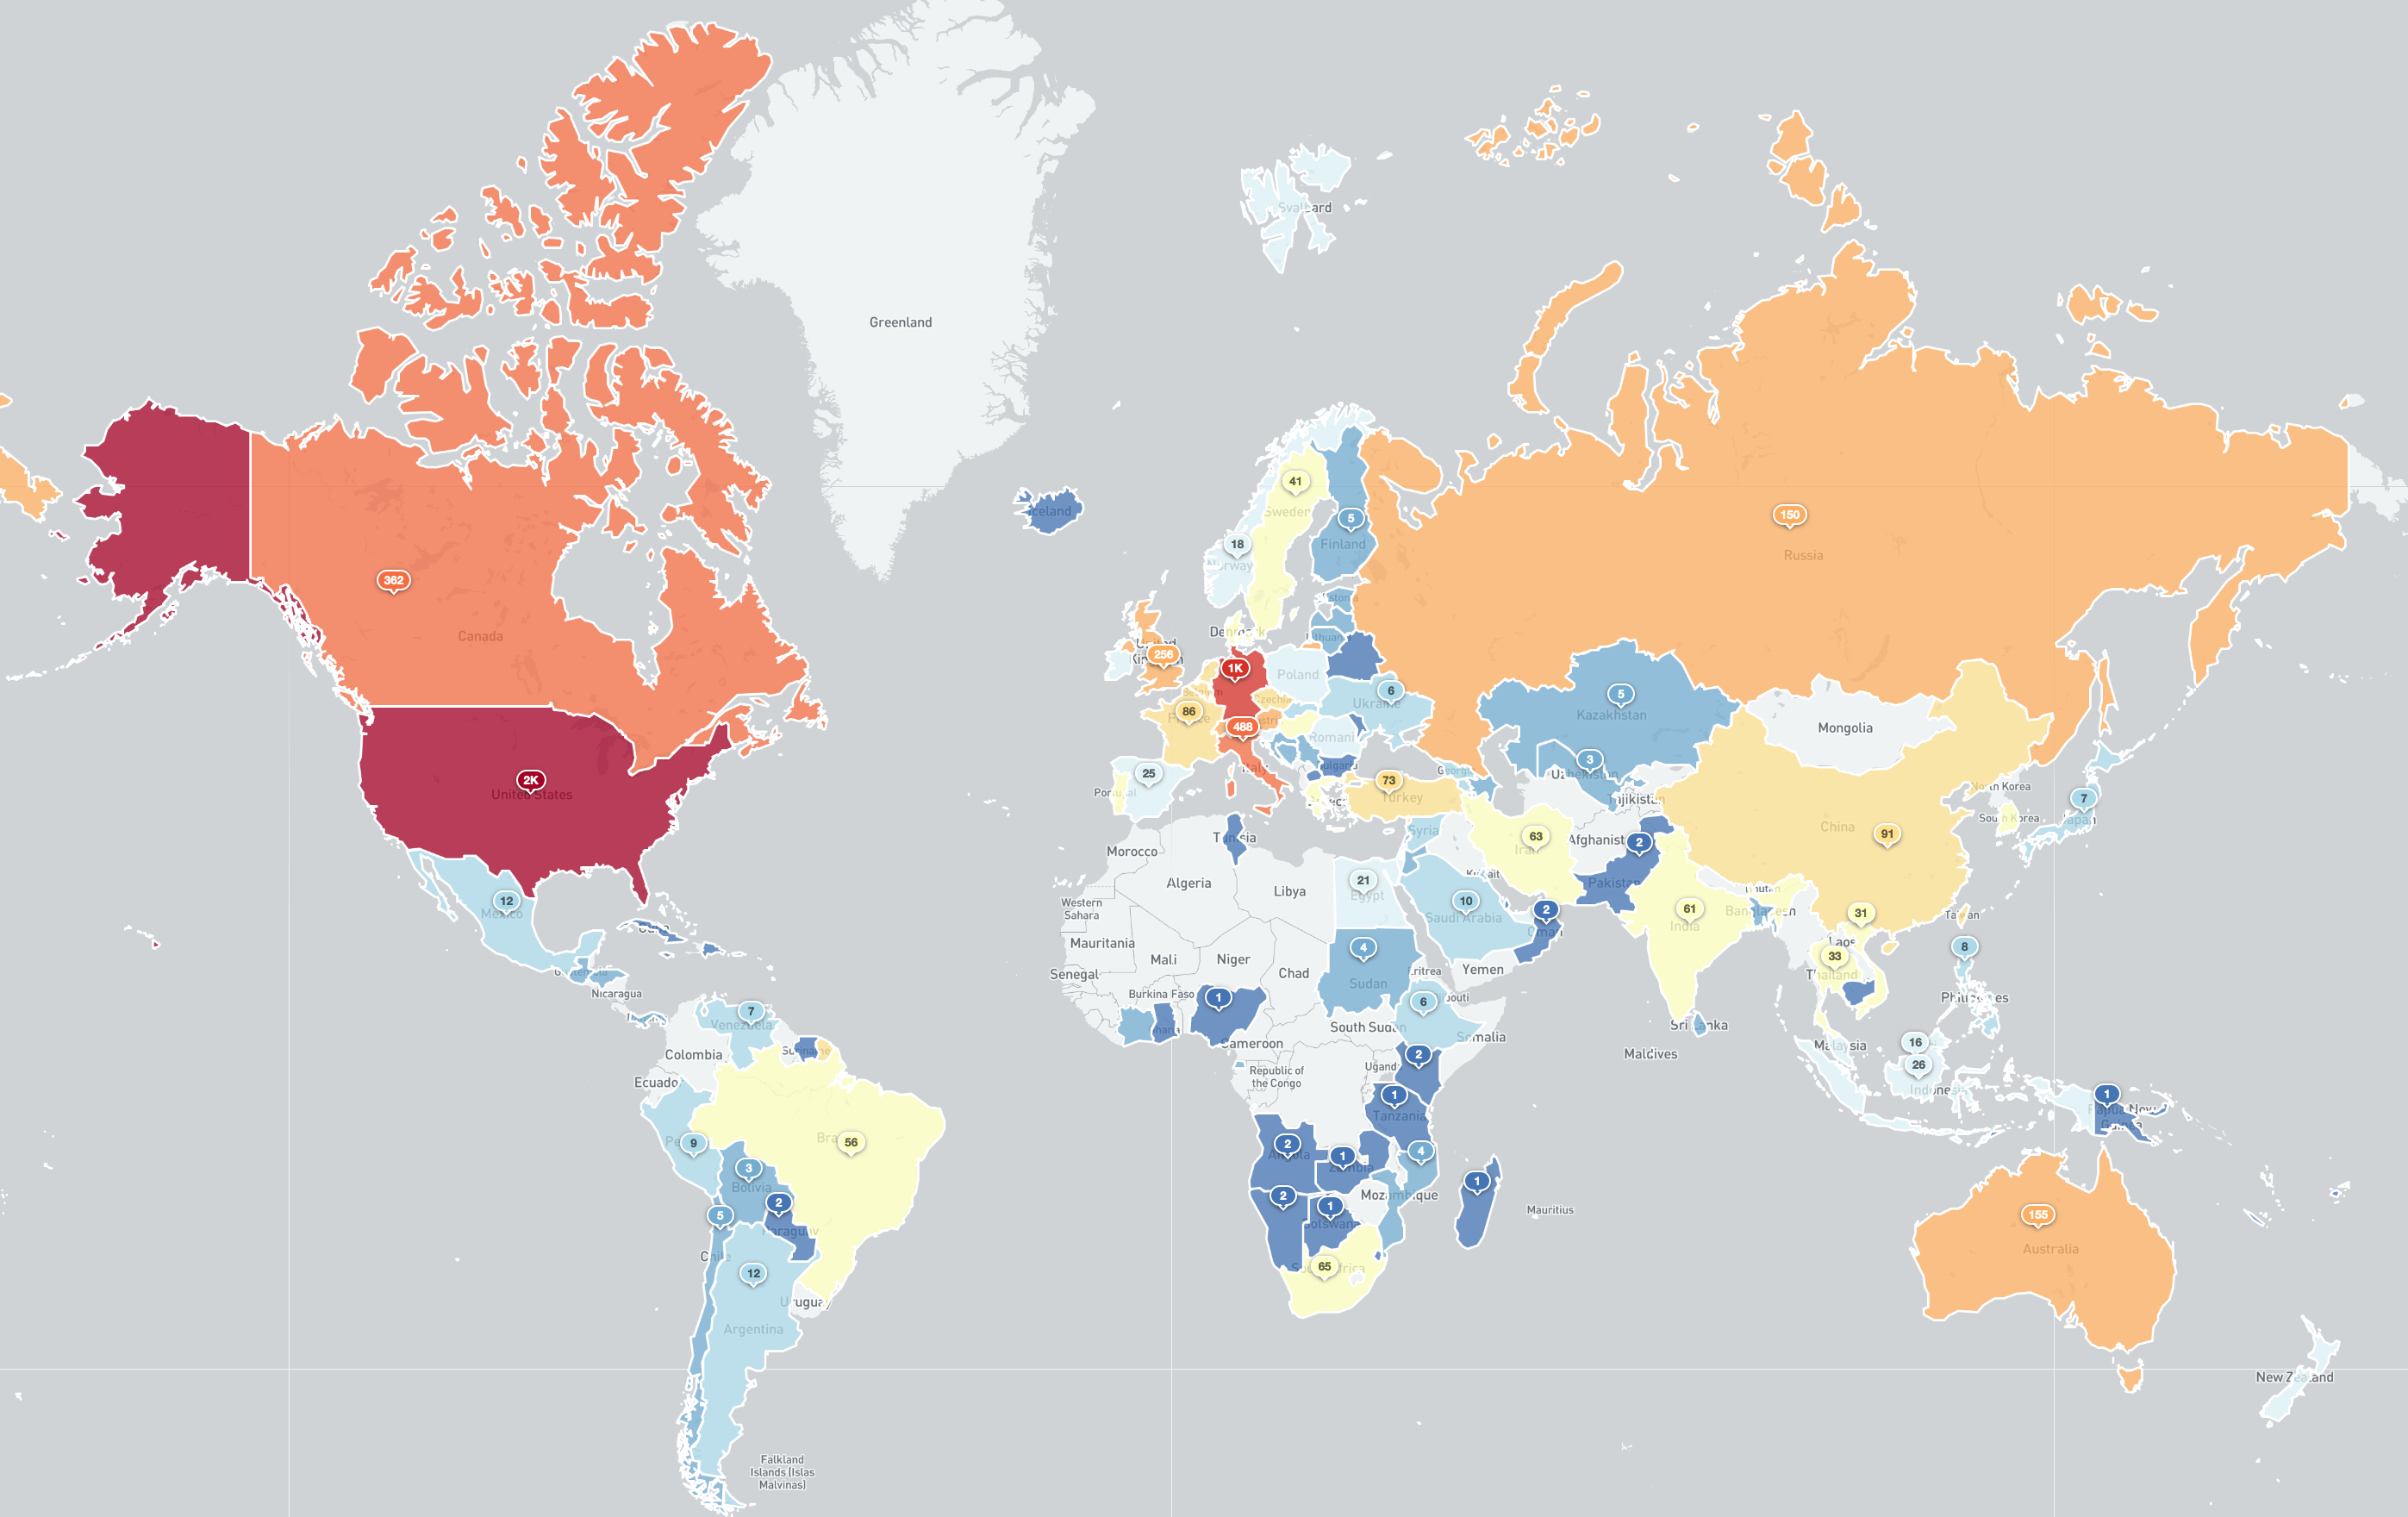 Svalbard
Greenland
Iceland
41
Sweden
5
Finland
150
Russia
18
Norway
362
Canada
Denmark
United
Kingdom
256
1K
Poland
Belgium
Czechia
6
Ukraine
86
France
488
5
Kazakhstan
Mongolia
Romania
Italy
Bulgaria
Georgia
3
Uzbekistan
Tajikistan
2K
United States
25
Portugal
Greece
73
Turkey
North Korea
South Korea
7
Japan
China
91
Tunisia
Syria
63
Iran
Afghanistan
2
Morocco
Algeria
Libya
21
Egypt
Kuwait
Pakistan
Bhutan
12
Mexico
Western
Sahara
10
Saudi Arabia
2
Oman
61
India
Bangladesh
31
Taiwan
Laos
Cuba
Mauritania
Mali
Niger
Chad
4
Sudan
Eritrea
Yemen
33
Thailand
8
Philippines
Guatemala
Nicaragua
Senegal
Burkina Faso
1
6
Djibouti
7
Venezuela
Ghana
South Sudan
Somalia
Sri Lanka
Cameroon
Suriname
Colombia
2
Maldives
Malaysia
16
26
Indonesia
Ecuador
Republic of
the Congo
Uganda
1
Tanzania
1
Papua New
Guinea
9
Peru
56
Brazil
2
Angola
1
Zambia
4
3
Bolivia
2
Paraguay
5
2
1
Botswana
Mozambique
1
Mauritius
155
Australia
Chile
12
65
South Africa
Uruguay
Argentina
New Zealand
Falkland
Islands (Islas
Malvinas)